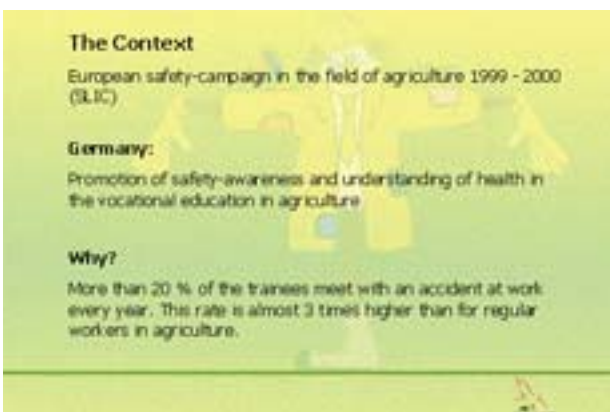 The Context
European safety-campaign in the field of agriculture 1999 - 2000
(SLIC)
Germany:
Promotion of safety-awareness and understanding of health in
the vocational education in agriculture
Why?
More than 20 % of the trainees meet with an accident at work
every year. This rate is almost 3 times higher than for regular
workers in agriculture.